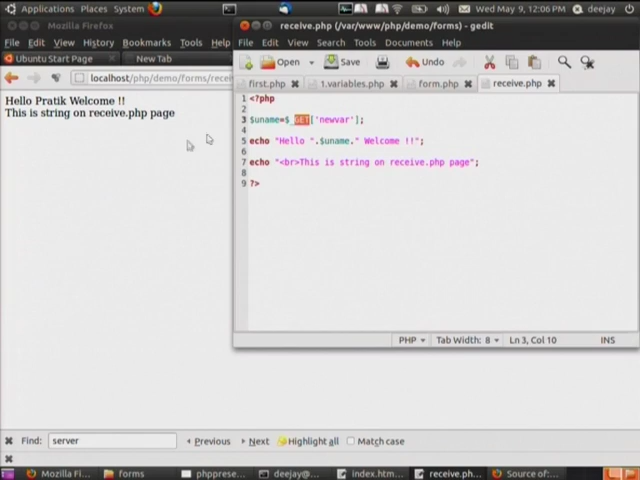 Applications Places System
Wed May 9, 12:06 PM deejay
Mozilla Firefox
File Edit View History Bookmarks Tools
Ubuntu Start Page New Tab
localhost/php/demo/forms/rece
Hello Pratik Welcome !!
This is string on receive.php page
receive.php (/var/www/php/demo/forms) - gedit
File Edit View Search Tools Documents Help
Open Save Undo
first.php 1.variables.php form.php receive.php
1 <?php
2
3 $uname=$_GET['newvar'];
4
5 echo "Hello ".$uname." Welcome !!";
6
7 echo "<br>This is string on receive.php page";
8
9 ?>
PHP Tab Width: 8 Ln 3, Col 10 INS
Find: server Previous Next Highlight all Match case
Mozilla Fi... forms phpprese... deejay@... index.htm... receive.ph... Source of:...